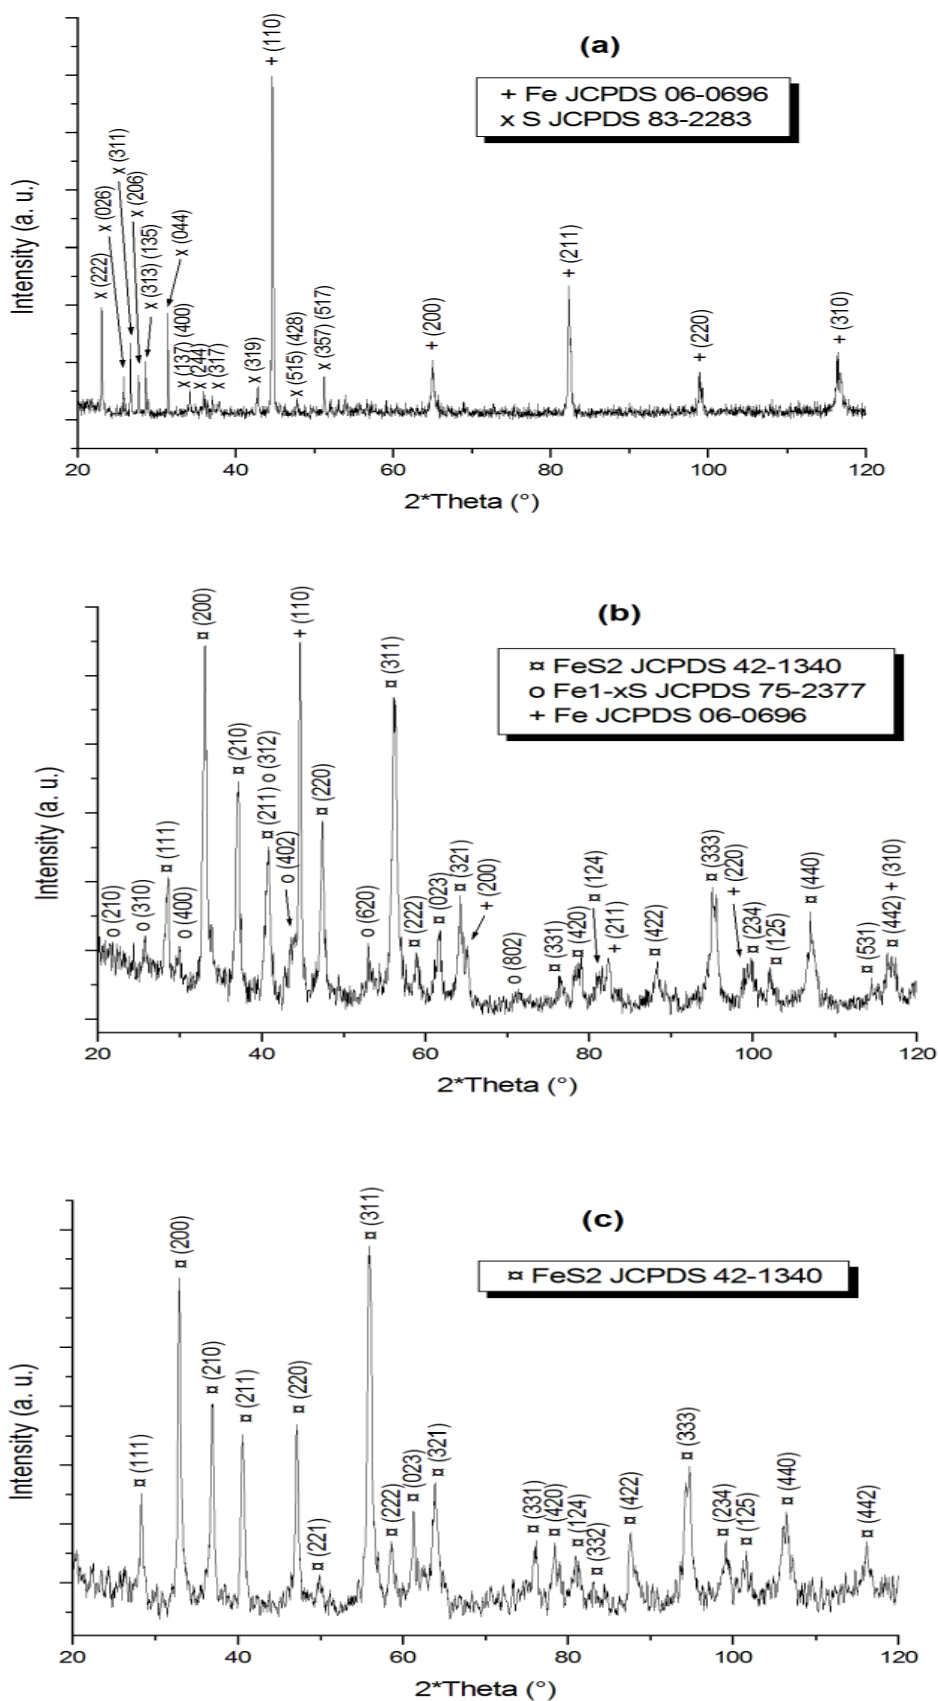 (a)
+ Fe JCPDS 06-0696
x S JCPDS 83-2283
Intensity (a. u.)
x (222)
x (026)
x (311)
x (206)
x (313) (135)
x (044)
x (137) (400)
x (244)
x (317)
x (319)
+ (110)
x (515) (428)
x (357) (517)
+ (200)
+ (211)
+ (220)
+ (310)
20 40 60 80 100 120
2*Theta (°)
(b)
¤ FeS2 JCPDS 42-1340
o Fe1-xS JCPDS 75-2377
+ Fe JCPDS 06-0696
Intensity (a. u.)
o (210)
o (310)
¤ (111)
o (400)
¤ (200)
¤ (210)
¤ (211) o (312)
o (402)
+ (110)
¤ (220)
o (620)
¤ (311)
¤ (222)
¤ (023)
¤ (321)
+ (200)
o (802)
¤ (331)
¤ (420)
¤ (124)
+ (211)
¤ (422)
¤ (333)
+ (220)
¤ (234)
¤ (125)
¤ (440)
¤ (531)
¤ (442) + (310)
20 40 60 80 100 120
2*Theta (°)
(c)
¤ FeS2 JCPDS 42-1340
Intensity (a. u.)
¤ (111)
¤ (200)
¤ (210)
¤ (211)
¤ (220)
¤ (221)
¤ (311)
¤ (222)
¤ (023)
¤ (321)
¤ (331)
¤ (420)
¤ (124)
¤ (332)
¤ (422)
¤ (333)
¤ (234)
¤ (125)
¤ (440)
¤ (442)
20 40 60 80 100 120
2*Theta (°)